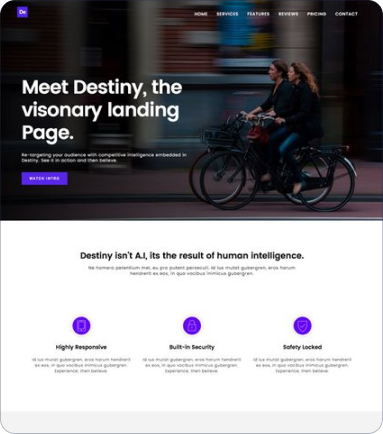 De
HOME SERVICES FEATURES REVIEWS PRICING CONTACT
Meet Destiny, the
visonary landing
Page.
Re-targeting your audience with competitive intelligence embedded in
Destiny. See it in action and then believe.
WATCH INTRO
Destiny isn't A.I, its the result of human intelligence.
Ne homero petentium mel, eu pro putent persecuti. Id ius mutat gubergren, eros harum
hendrerit ex eos, in quo vidas inimicus gubergren.
Highly Responsive Built-in Security Safety Locked
Id ius mutat gubergren, eros harum hendrerit Id ius mutat gubergren, eros harum hendrerit Id ius mutat gubergren, eros harum hendrerit
ex eos, in quo vidas inimicus gubergren. ex eos, in quo vidas inimicus gubergren. ex eos, in quo vidas inimicus gubergren.
Experience, then believe. Experience, then believe. Experience, then believe.